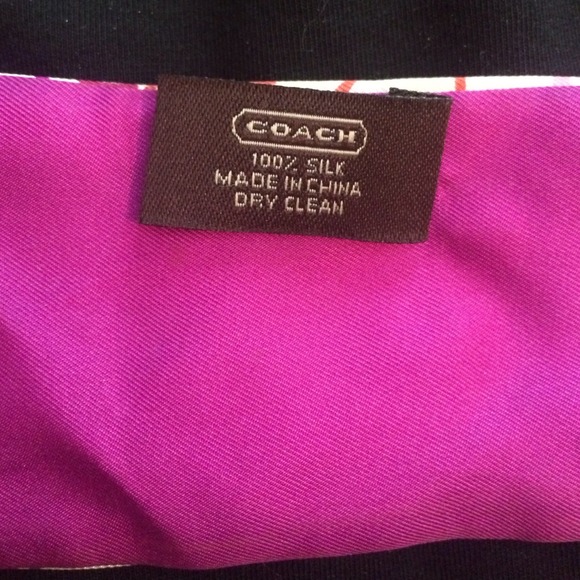 COACH
100% SILK
MADE IN CHINA
DRY CLEAN